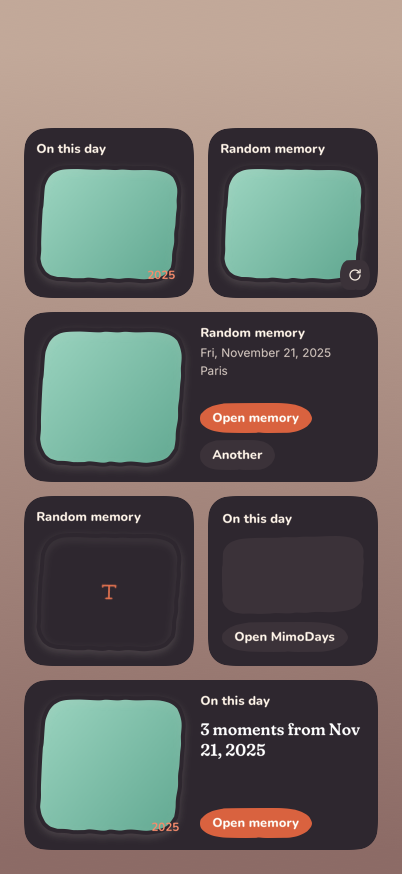 On this day
2025
Random memory
Random memory
Fri, November 21, 2025
Paris
Open memory
Another
Random memory
T
On this day
Open MimoDays
On this day
3 moments from Nov
21, 2025
2025
Open memory